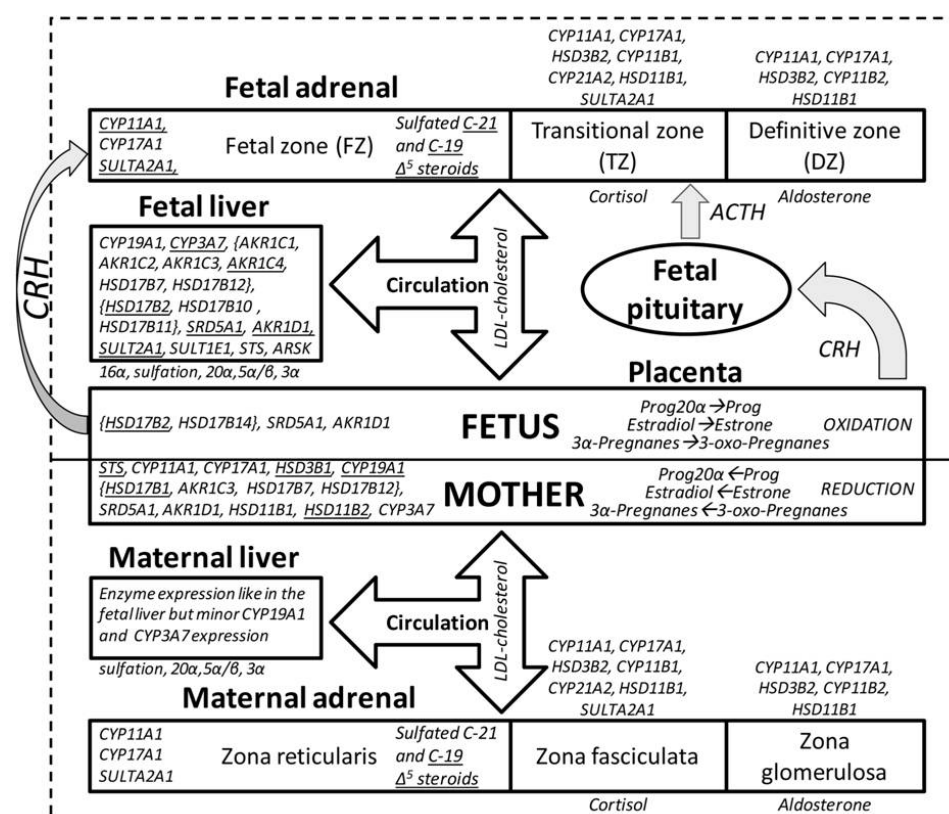 Fetal adrenal
CYP11A1, CYP17A1,
HSD3B2, CYP11B1,
CYP21A2, HSD11B1,
SULTA2A1
CYP11A1, CYP17A1,
HSD3B2, CYP11B2,
HSD11B1
CYP11A1,
CYP17A1
SULTA2A1,
Fetal zone (FZ)
Sulfated C-21
and C-19
Δ⁵ steroids
Transitional zone
(TZ)
Definitive zone
(DZ)
Cortisol
Aldosterone
ACTH
Fetal liver
CYP19A1, CYP3A7, {AKR1C1,
AKR1C2, AKR1C3, AKR1C4,
HSD17B7, HSD17B12},
{HSD17B2, HSD17B10 ,
HSD17B11}, SRD5A1, AKR1D1,
SULT2A1, SULT1E1, STS, ARSK
16α, sulfation, 20α,5α/β, 3α
Circulation
LDL-cholesterol
Fetal
pituitary
CRH
CRH
Placenta
{HSD17B2, HSD17B14}, SRD5A1, AKR1D1
FETUS
Prog20α→Prog
Estradiol→Estrone
3α-Pregnanes→3-oxo-Pregnanes
OXIDATION
STS, CYP11A1, CYP17A1, HSD3B1, CYP19A1
{HSD17B1, AKR1C3, HSD17B7, HSD17B12},
SRD5A1, AKR1D1, HSD11B1, HSD11B2, CYP3A7
MOTHER
Prog20α←Prog
Estradiol←Estrone
3α-Pregnanes←3-oxo-Pregnanes
REDUCTION
Maternal liver
Enzyme expression like in the
fetal liver but minor CYP19A1
and CYP3A7 expression
sulfation, 20α,5α/β, 3α
Circulation
LDL-cholesterol
Maternal adrenal
CYP11A1, CYP17A1,
HSD3B2, CYP11B1,
CYP21A2, HSD11B1,
SULTA2A1
CYP11A1, CYP17A1,
HSD3B2, CYP11B2,
HSD11B1
CYP11A1
CYP17A1
SULTA2A1
Zona reticularis
Sulfated C-21
and C-19
Δ⁵ steroids
Zona fasciculata
Zona
glomerulosa
Cortisol
Aldosterone